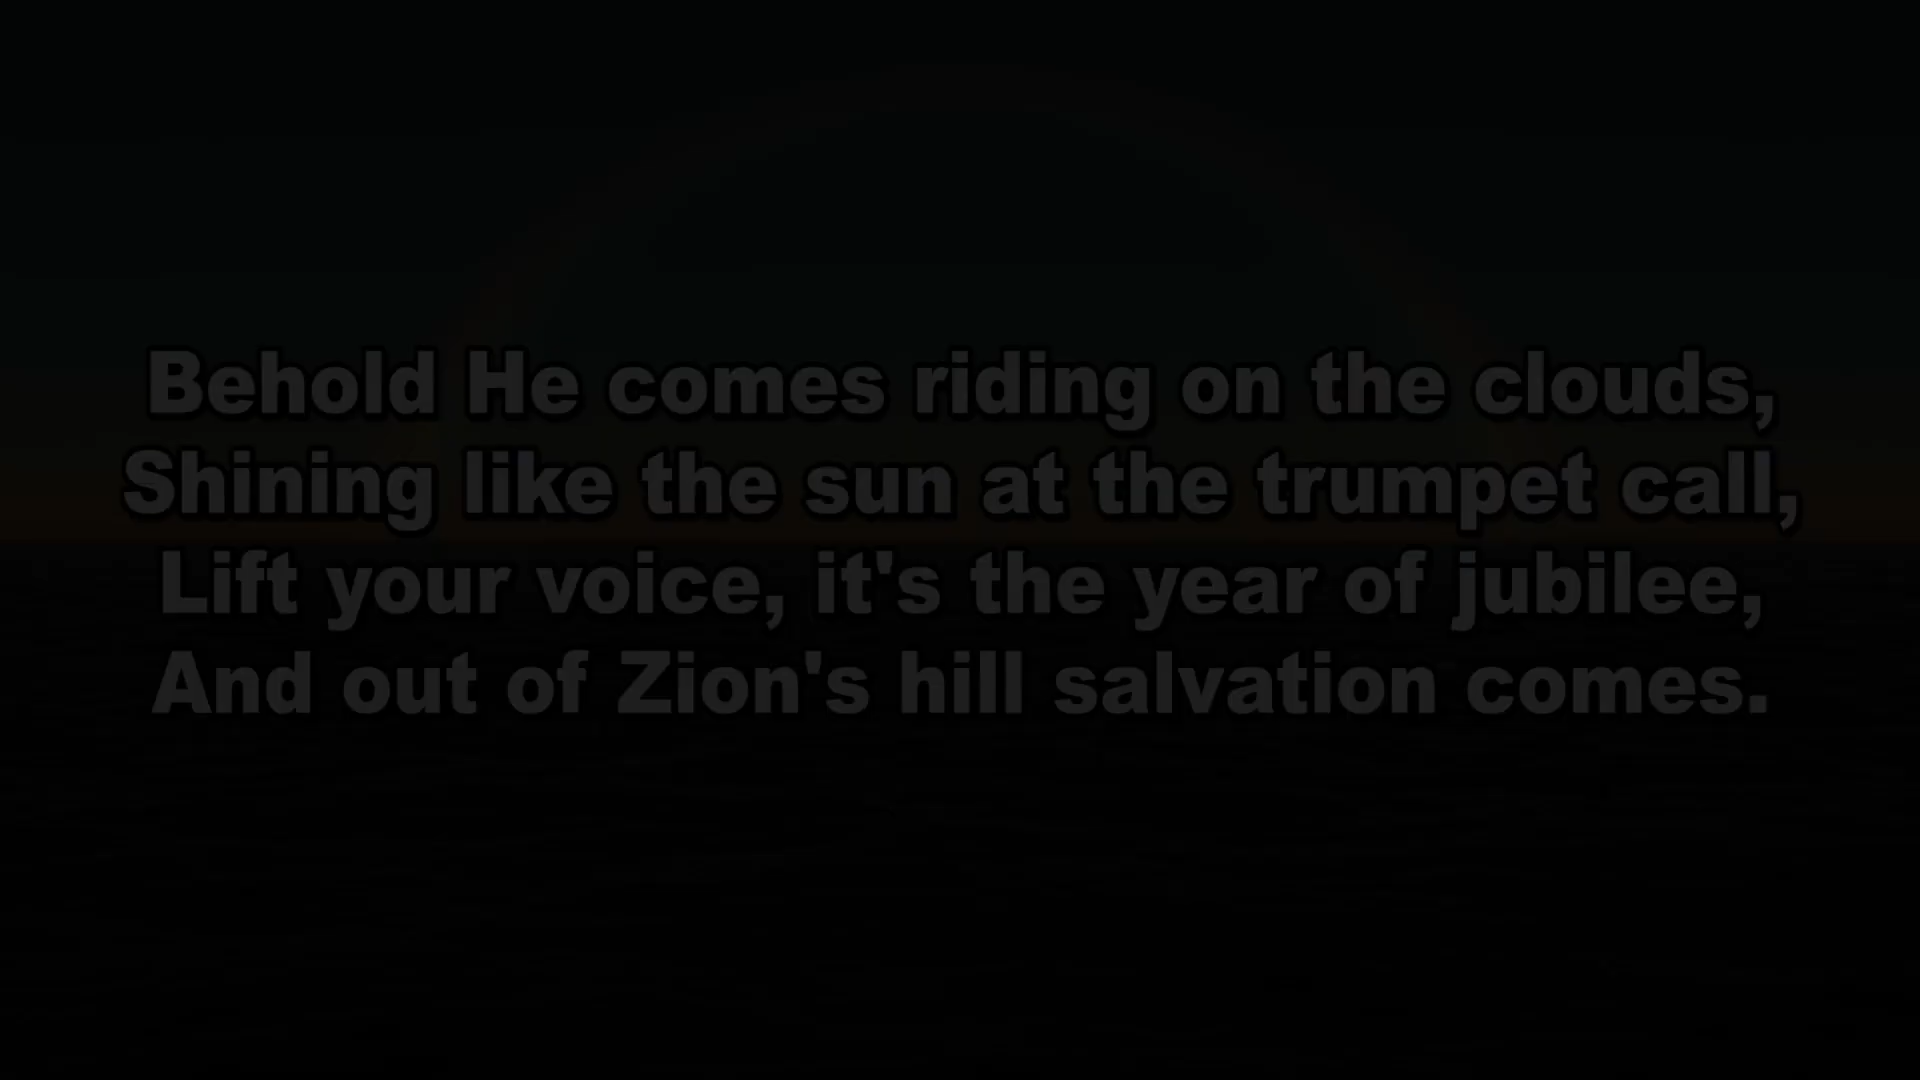 Behold He comes riding on the clouds,
Shining like the sun at the trumpet call,
Lift your voice, it's the year of jubilee,
And out of Zion's hill salvation comes.